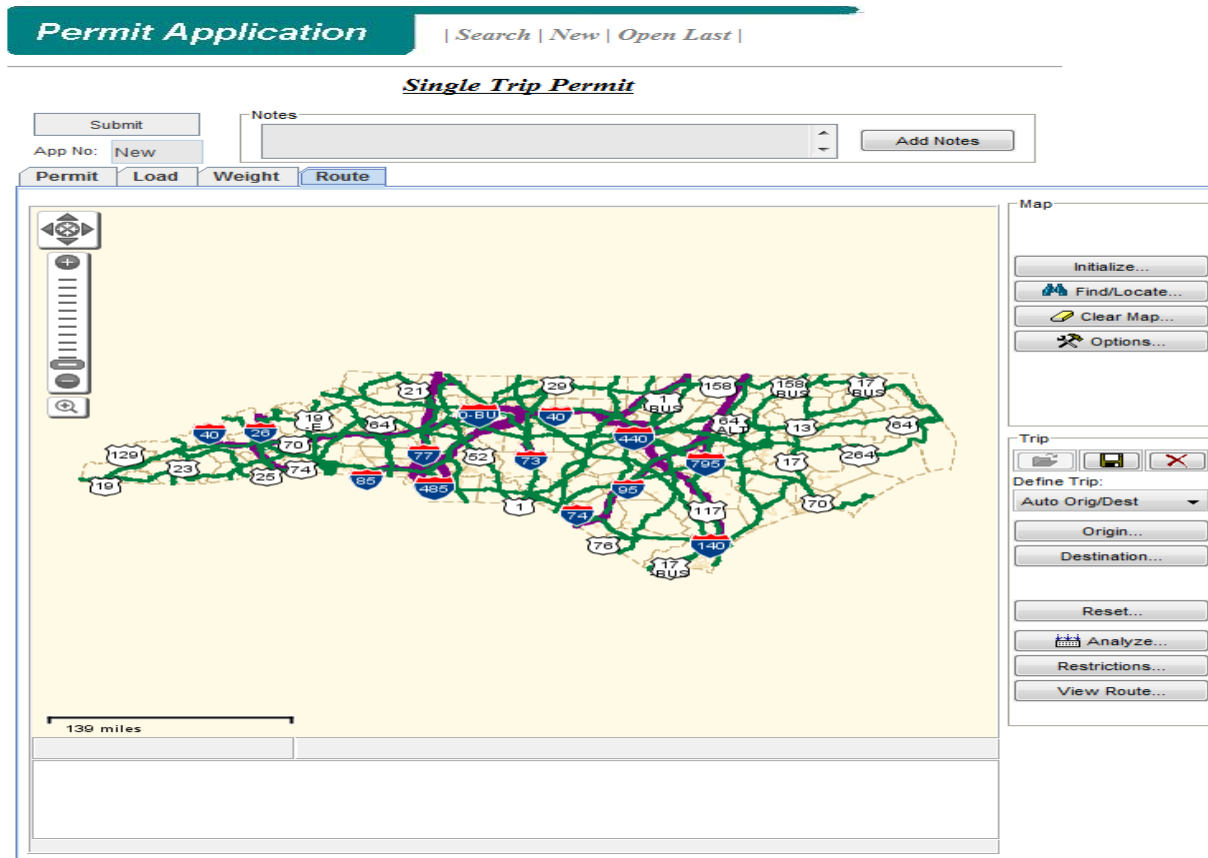 Permit Application
| Search | New | Open Last |
Single Trip Permit
Submit
Notes
Add Notes
App No: New
Permit Load Weight Route
Map
Initialize...
Find/Locate...
Clear Map...
Options...
Trip
Define Trip:
Auto Orig/Dest
Origin...
Destination...
Reset...
Analyze...
Restrictions...
View Route...
21
29
158
158 BUS
17 BUS
1 BUS
19 -E
64
0-BU
40
64 ALT
13
64
40
26
70
440
129
23
77
52
73
795
17
264
25
74
19
85
485
95
1
74
117
70
76
140
17 BUS
139 miles